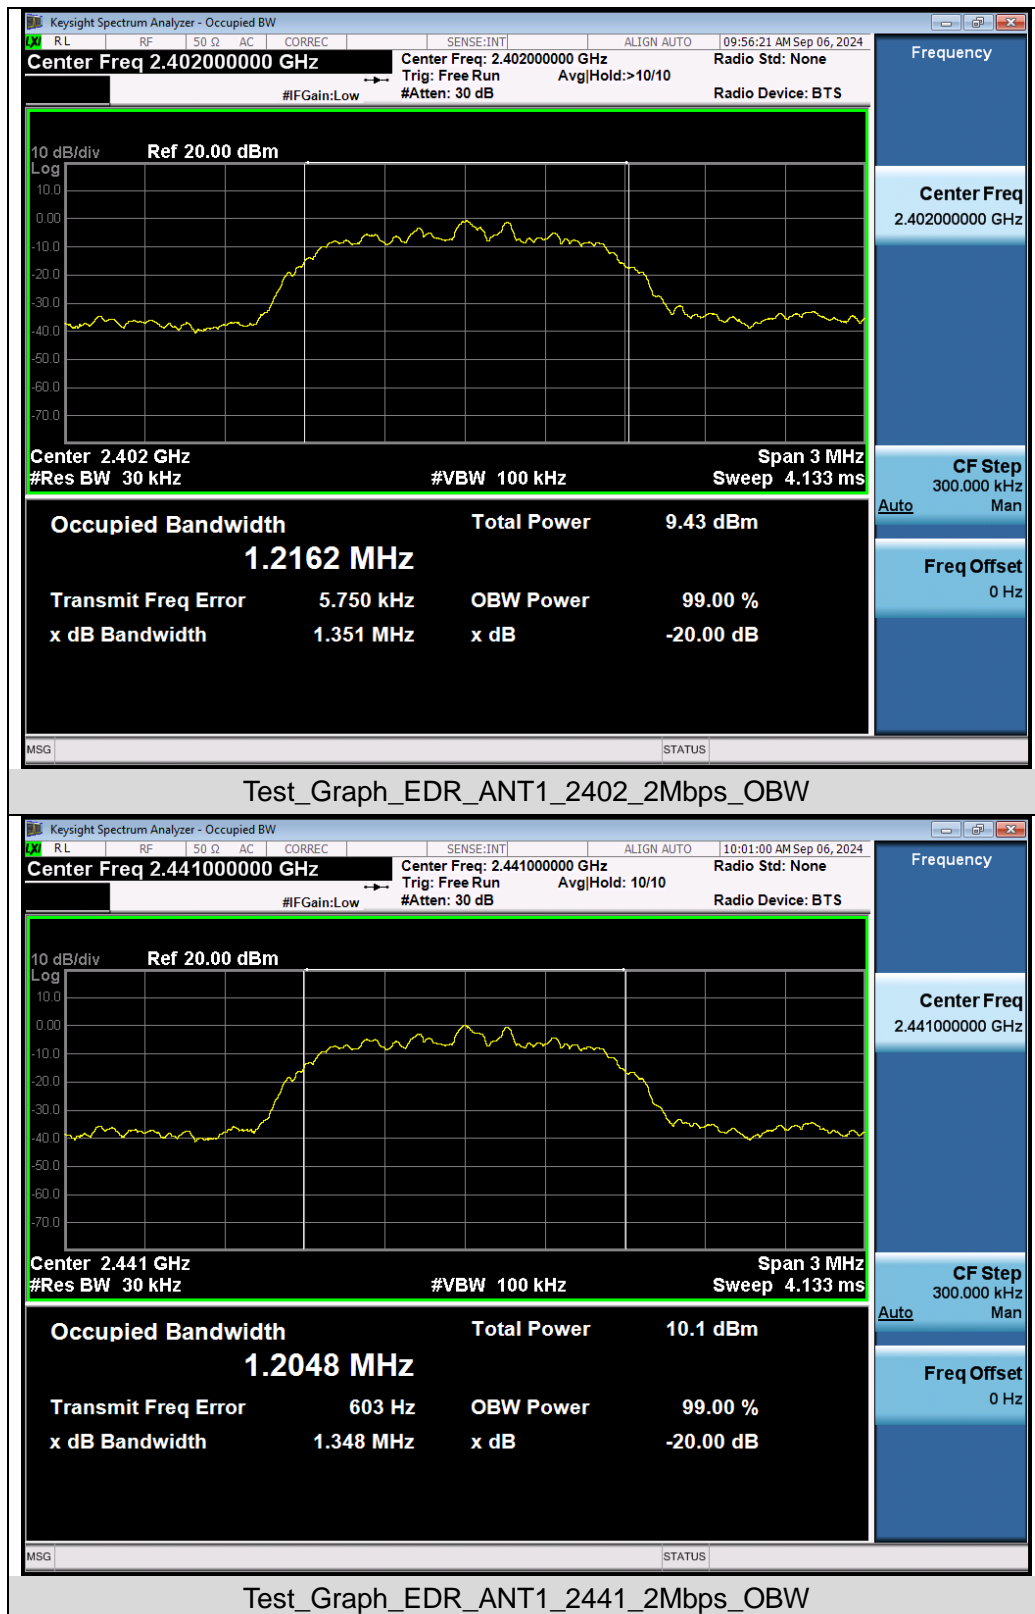 Keysight Spectrum Analyzer - Occupied BW
LXI RL RF 50 Ω AC CORREC SENSE:INT ALIGN AUTO 09:56:21 AM Sep 06, 2024
Center Freq 2.402000000 GHz Center Freq: 2.402000000 GHz Radio Std: None Frequency
Trig: Free Run Avg|Hold:>10/10
#IFGain:Low #Atten: 30 dB Radio Device: BTS
10 dB/div Ref 20.00 dBm
Log
10.0
0.00
-10.0
-20.0
-30.0
-40.0
-50.0
-60.0
-70.0
Center Freq
2.402000000 GHz
Center 2.402 GHz Span 3 MHz
#Res BW 30 kHz #VBW 100 kHz Sweep 4.133 ms
CF Step
300.000 kHz
Auto Man
Occupied Bandwidth Total Power 9.43 dBm
1.2162 MHz
Freq Offset
0 Hz
Transmit Freq Error 5.750 kHz OBW Power 99.00 %
x dB Bandwidth 1.351 MHz x dB -20.00 dB
MSG STATUS
Test_Graph_EDR_ANT1_2402_2Mbps_OBW
Keysight Spectrum Analyzer - Occupied BW
LXI RL RF 50 Ω AC CORREC SENSE:INT ALIGN AUTO 10:01:00 AM Sep 06, 2024
Center Freq 2.441000000 GHz Center Freq: 2.441000000 GHz Radio Std: None Frequency
Trig: Free Run Avg|Hold: 10/10
#IFGain:Low #Atten: 30 dB Radio Device: BTS
10 dB/div Ref 20.00 dBm
Log
10.0
0.00
-10.0
-20.0
-30.0
-40.0
-50.0
-60.0
-70.0
Center Freq
2.441000000 GHz
Center 2.441 GHz Span 3 MHz
#Res BW 30 kHz #VBW 100 kHz Sweep 4.133 ms
CF Step
300.000 kHz
Auto Man
Occupied Bandwidth Total Power 10.1 dBm
1.2048 MHz
Freq Offset
0 Hz
Transmit Freq Error 603 Hz OBW Power 99.00 %
x dB Bandwidth 1.348 MHz x dB -20.00 dB
MSG STATUS
Test_Graph_EDR_ANT1_2441_2Mbps_OBW